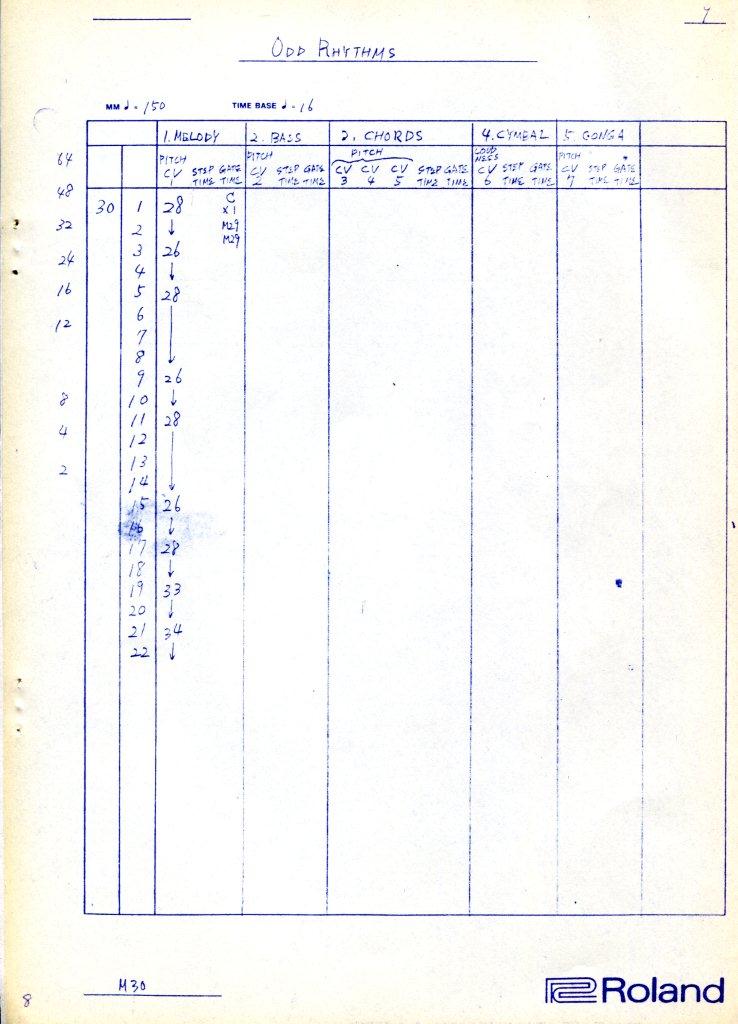 7
ODD RHYTHMS
MM ♩ = 150 TIME BASE ♩ = 16
1. MELODY 2. BASS 3. CHORDS 4. CYMBAL 5. CONGA
64 PITCH PITCH PITCH LOUDNESS PITCH
CV 1 STEP TIME GATE TIME CV 2 STEP TIME GATE TIME CV 3 CV 4 CV 5 STEP TIME GATE TIME CV 6 STEP TIME GATE TIME CV 7 STEP TIME GATE TIME
48
30 1 28 C X1
32 2 ↓ M29
3 26 M29
24 4 ↓
16 5 28
6
12 7
8 ↓
9 26
8 10 ↓
11 28
4 12
13
2 14 ↓
15 26
16 ↓
17 28
18 ↓
19 33
20 ↓
21 34
22 ↓
M30
8
Roland